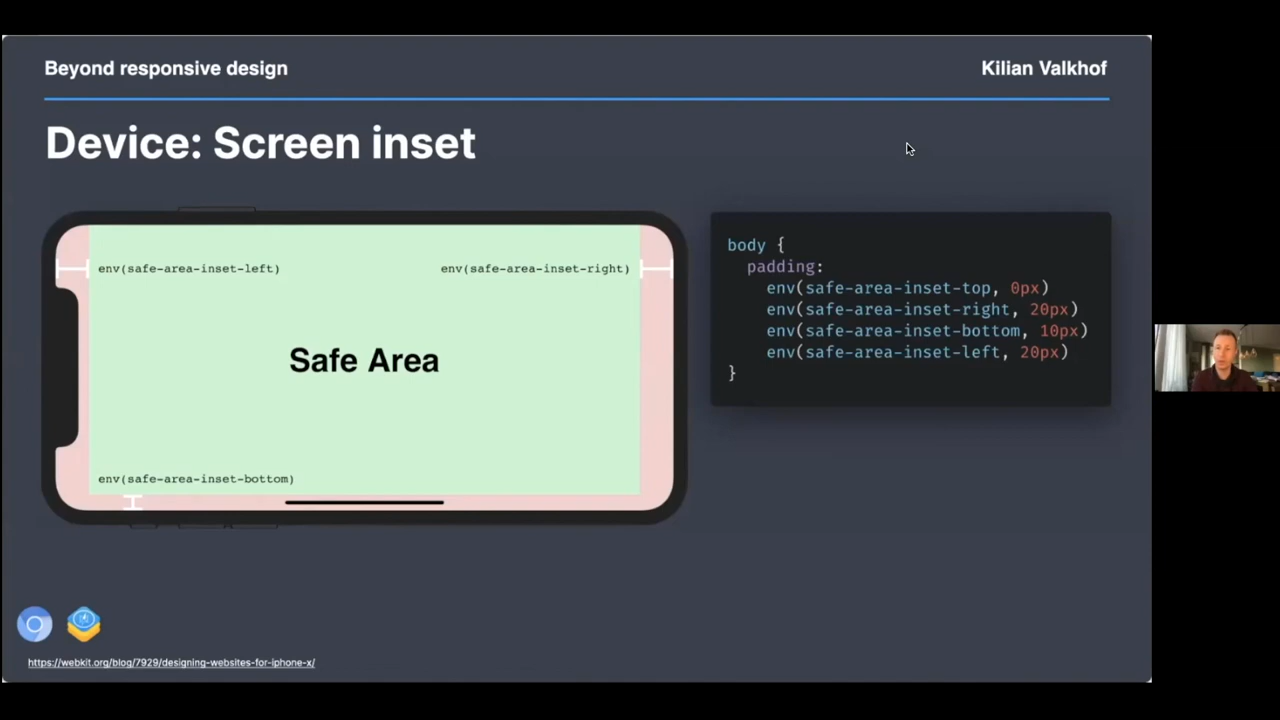 Beyond responsive design
Kilian Valkhof
Device: Screen inset
env(safe-area-inset-left)
env(safe-area-inset-right)
Safe Area
env(safe-area-inset-bottom)
body {
padding:
env(safe-area-inset-top, 0px)
env(safe-area-inset-right, 20px)
env(safe-area-inset-bottom, 10px)
env(safe-area-inset-left, 20px)
}
https://webkit.org/blog/7929/designing-websites-for-iphone-x/